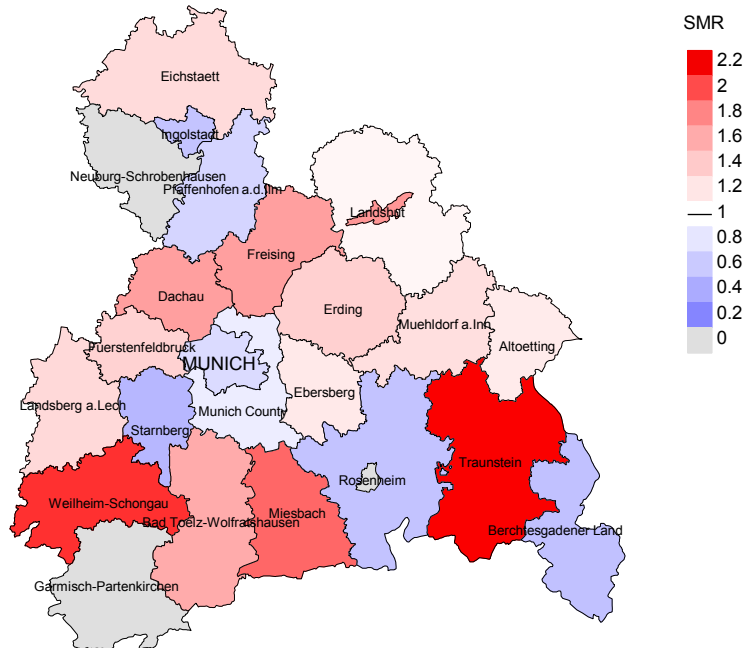 SMR
2.2
2
1.8
1.6
1.4
1.2
1
0.8
0.6
0.4
0.2
0
Eichstaett
Ingolstadt
Neuburg-Schrobenhausen
Pfaffenhofen a.d.Ilm
Landshut
Freising
Dachau
Erding
Muehldorf a.Inn
Altoetting
Fuerstenfeldbruck
MUNICH
Ebersberg
Landsberg a.Lech
Munich County
Starnberg
Traunstein
Rosenheim
Weilheim-Schongau
Miesbach
Bad Toelz-Wolfratshausen
Berchtesgadener Land
Garmisch-Partenkirchen